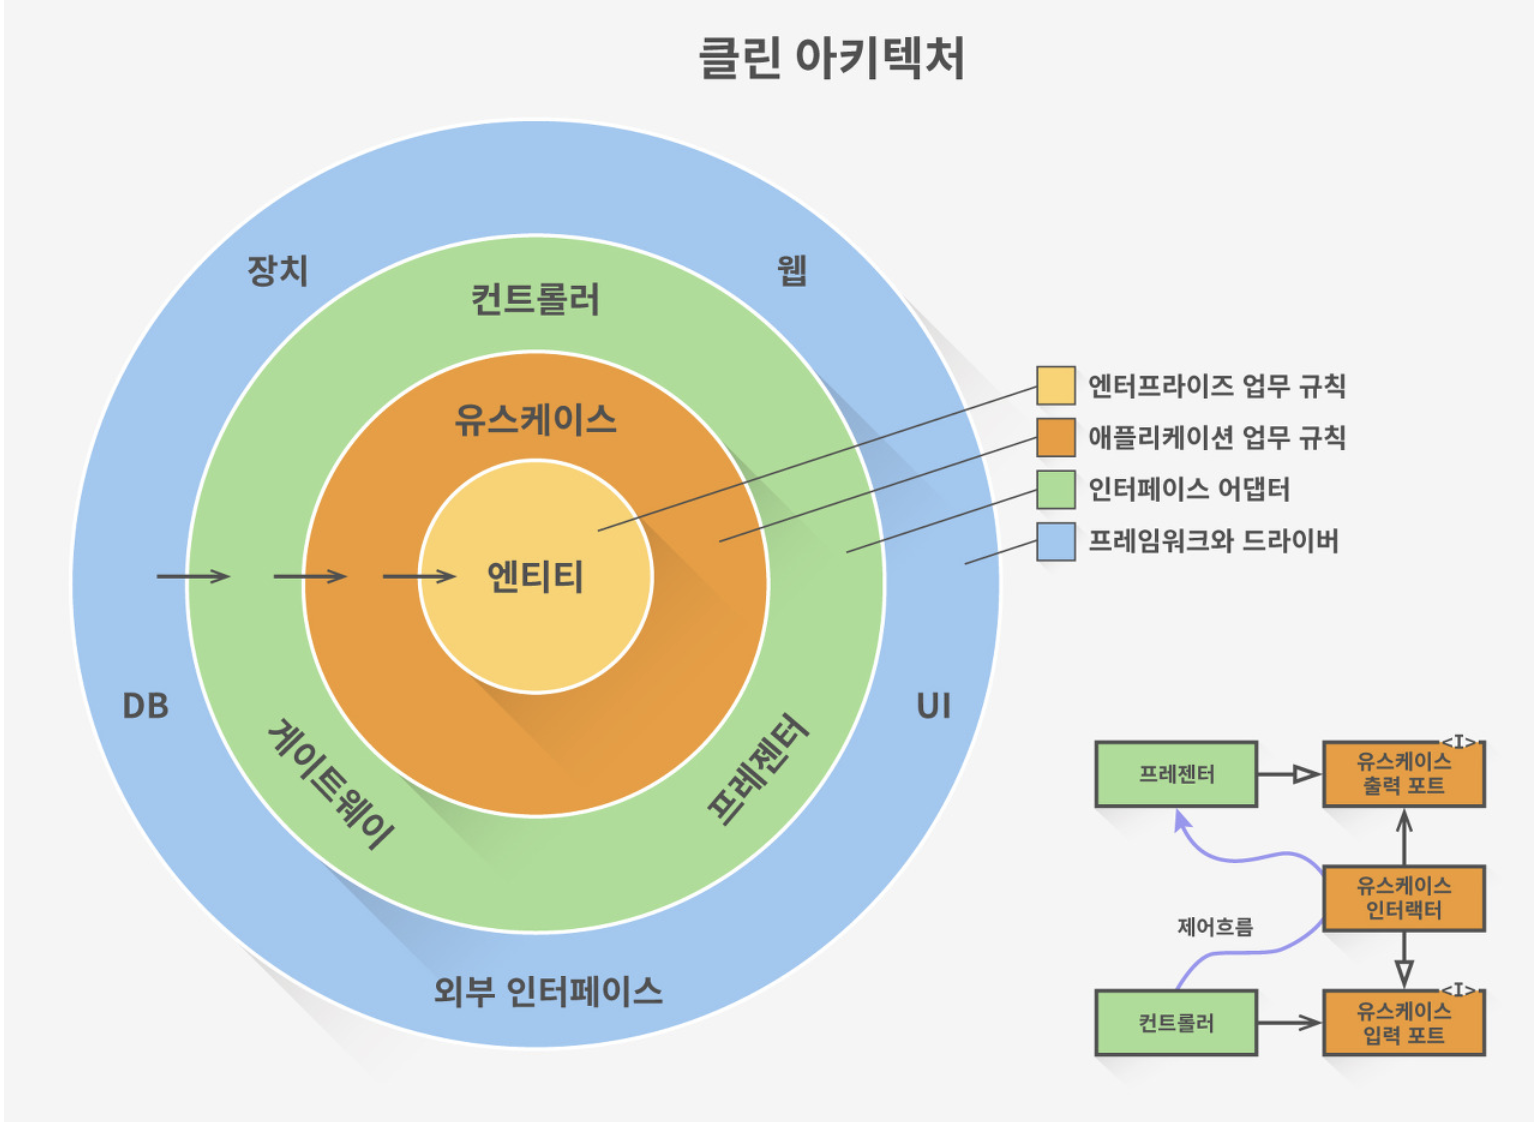 클린 아키텍처
장치
웹
컨트롤러
유스케이스
엔티티
DB
UI
게이트웨이
프레젠터
외부 인터페이스
엔터프라이즈 업무 규칙
애플리케이션 업무 규칙
인터페이스 어댑터
프레임워크와 드라이버
프레젠터
<I>
유스케이스
출력 포트
유스케이스
인터랙터
제어흐름
컨트롤러
<I>
유스케이스
입력 포트